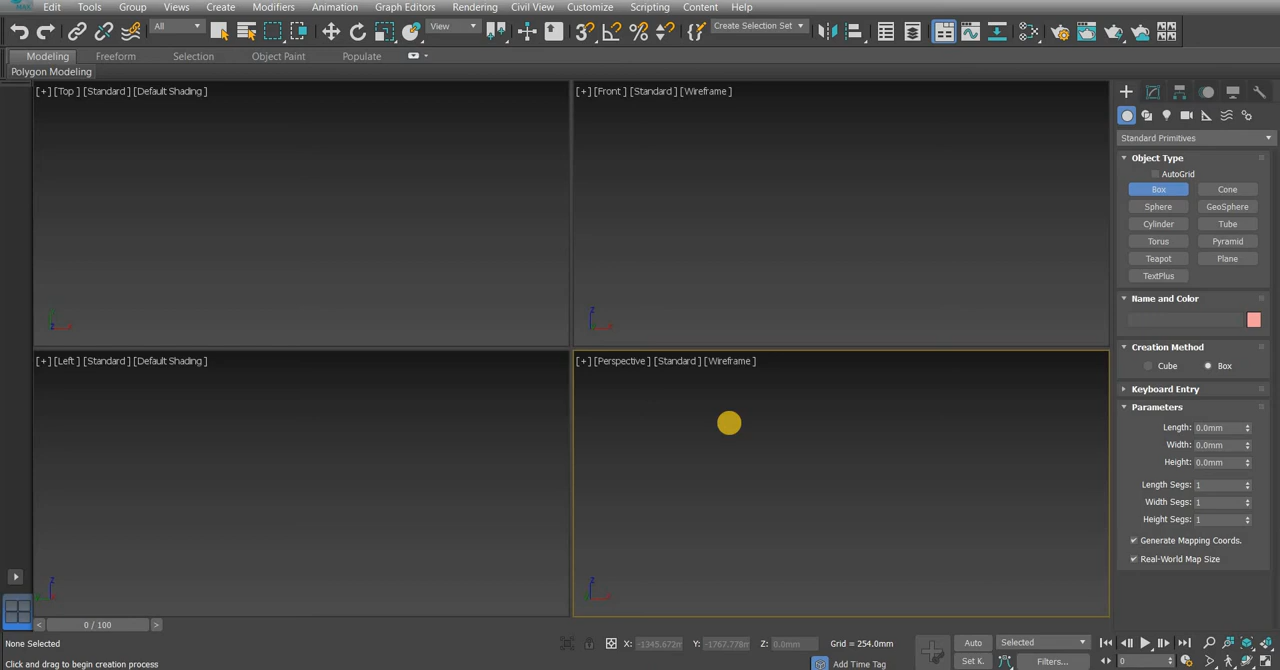 Edit Tools Group Views Create Modifiers Animation Graph Editors Rendering Civil View Customize Scripting Content Help
All View Create Selection Set
Modeling Freeform Selection Object Paint Populate
Polygon Modeling
[+] [Top ] [Standard ] [Default Shading ]
[+] [Front ] [Standard ] [Wireframe ]
Standard Primitives
Object Type
AutoGrid
Box Cone
Sphere GeoSphere
Cylinder Tube
Torus Pyramid
Teapot Plane
TextPlus
Name and Color
Creation Method
Cube Box
[+] [Left ] [Standard ] [Default Shading ]
[+] [Perspective ] [Standard ] [Wireframe ]
Keyboard Entry
Parameters
Length: 0.0mm
Width: 0.0mm
Height: 0.0mm
Length Segs: 1
Width Segs: 1
Height Segs: 1
Generate Mapping Coords.
Real-World Map Size
< 0 / 100 >
None Selected X: -1345.672m Y: -1767.778m Z: 0.0mm Grid = 254.0mm Auto Selected
Click and drag to begin creation process Add Time Tag Set K. Filters... 0